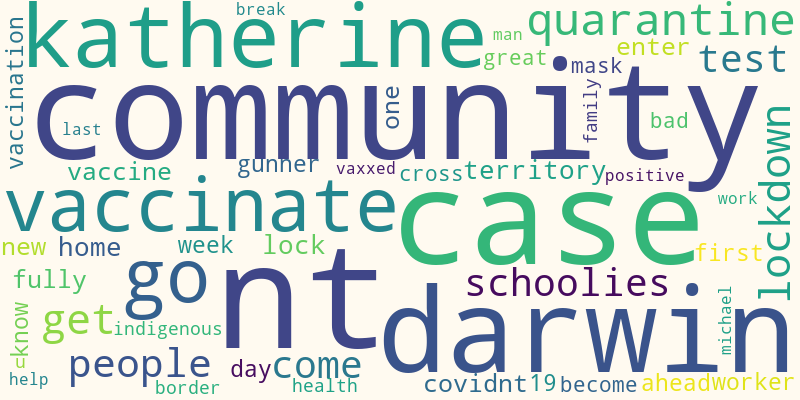 break
katherine
man
great
quarantine
enter
mask
test
vaccination
community
one
family
last
bad
lockdown
vaccine
gunner
vaxxed
cross
territory
positive
work
vaccinate
case
new
home
week
lock
first
fully
go
nt
schoolies
darwin
michael
u
know
get
indigenous
people
day
come
help
border
health
covidnt
19
become
ahead
worker